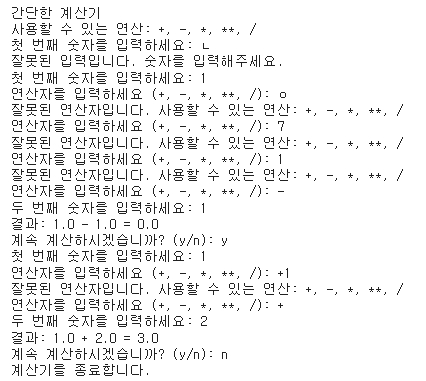 간단한 계산기
사용할 수 있는 연산: +, -, *, **, /
첫 번째 숫자를 입력하세요: ㄴ
잘못된 입력입니다. 숫자를 입력해주세요.
첫 번째 숫자를 입력하세요: 1
연산자를 입력하세요 (+, -, *, **, /): o
잘못된 연산자입니다. 사용할 수 있는 연산: +, -, *, **, /
연산자를 입력하세요 (+, -, *, **, /): 7
잘못된 연산자입니다. 사용할 수 있는 연산: +, -, *, **, /
연산자를 입력하세요 (+, -, *, **, /): 1
잘못된 연산자입니다. 사용할 수 있는 연산: +, -, *, **, /
연산자를 입력하세요 (+, -, *, **, /): -
두 번째 숫자를 입력하세요: 1
결과: 1.0 - 1.0 = 0.0
계속 계산하시겠습니까? (y/n): y
첫 번째 숫자를 입력하세요: 1
연산자를 입력하세요 (+, -, *, **, /): +1
잘못된 연산자입니다. 사용할 수 있는 연산: +, -, *, **, /
연산자를 입력하세요 (+, -, *, **, /): +
두 번째 숫자를 입력하세요: 2
결과: 1.0 + 2.0 = 3.0
계속 계산하시겠습니까? (y/n): n
계산기를 종료합니다.